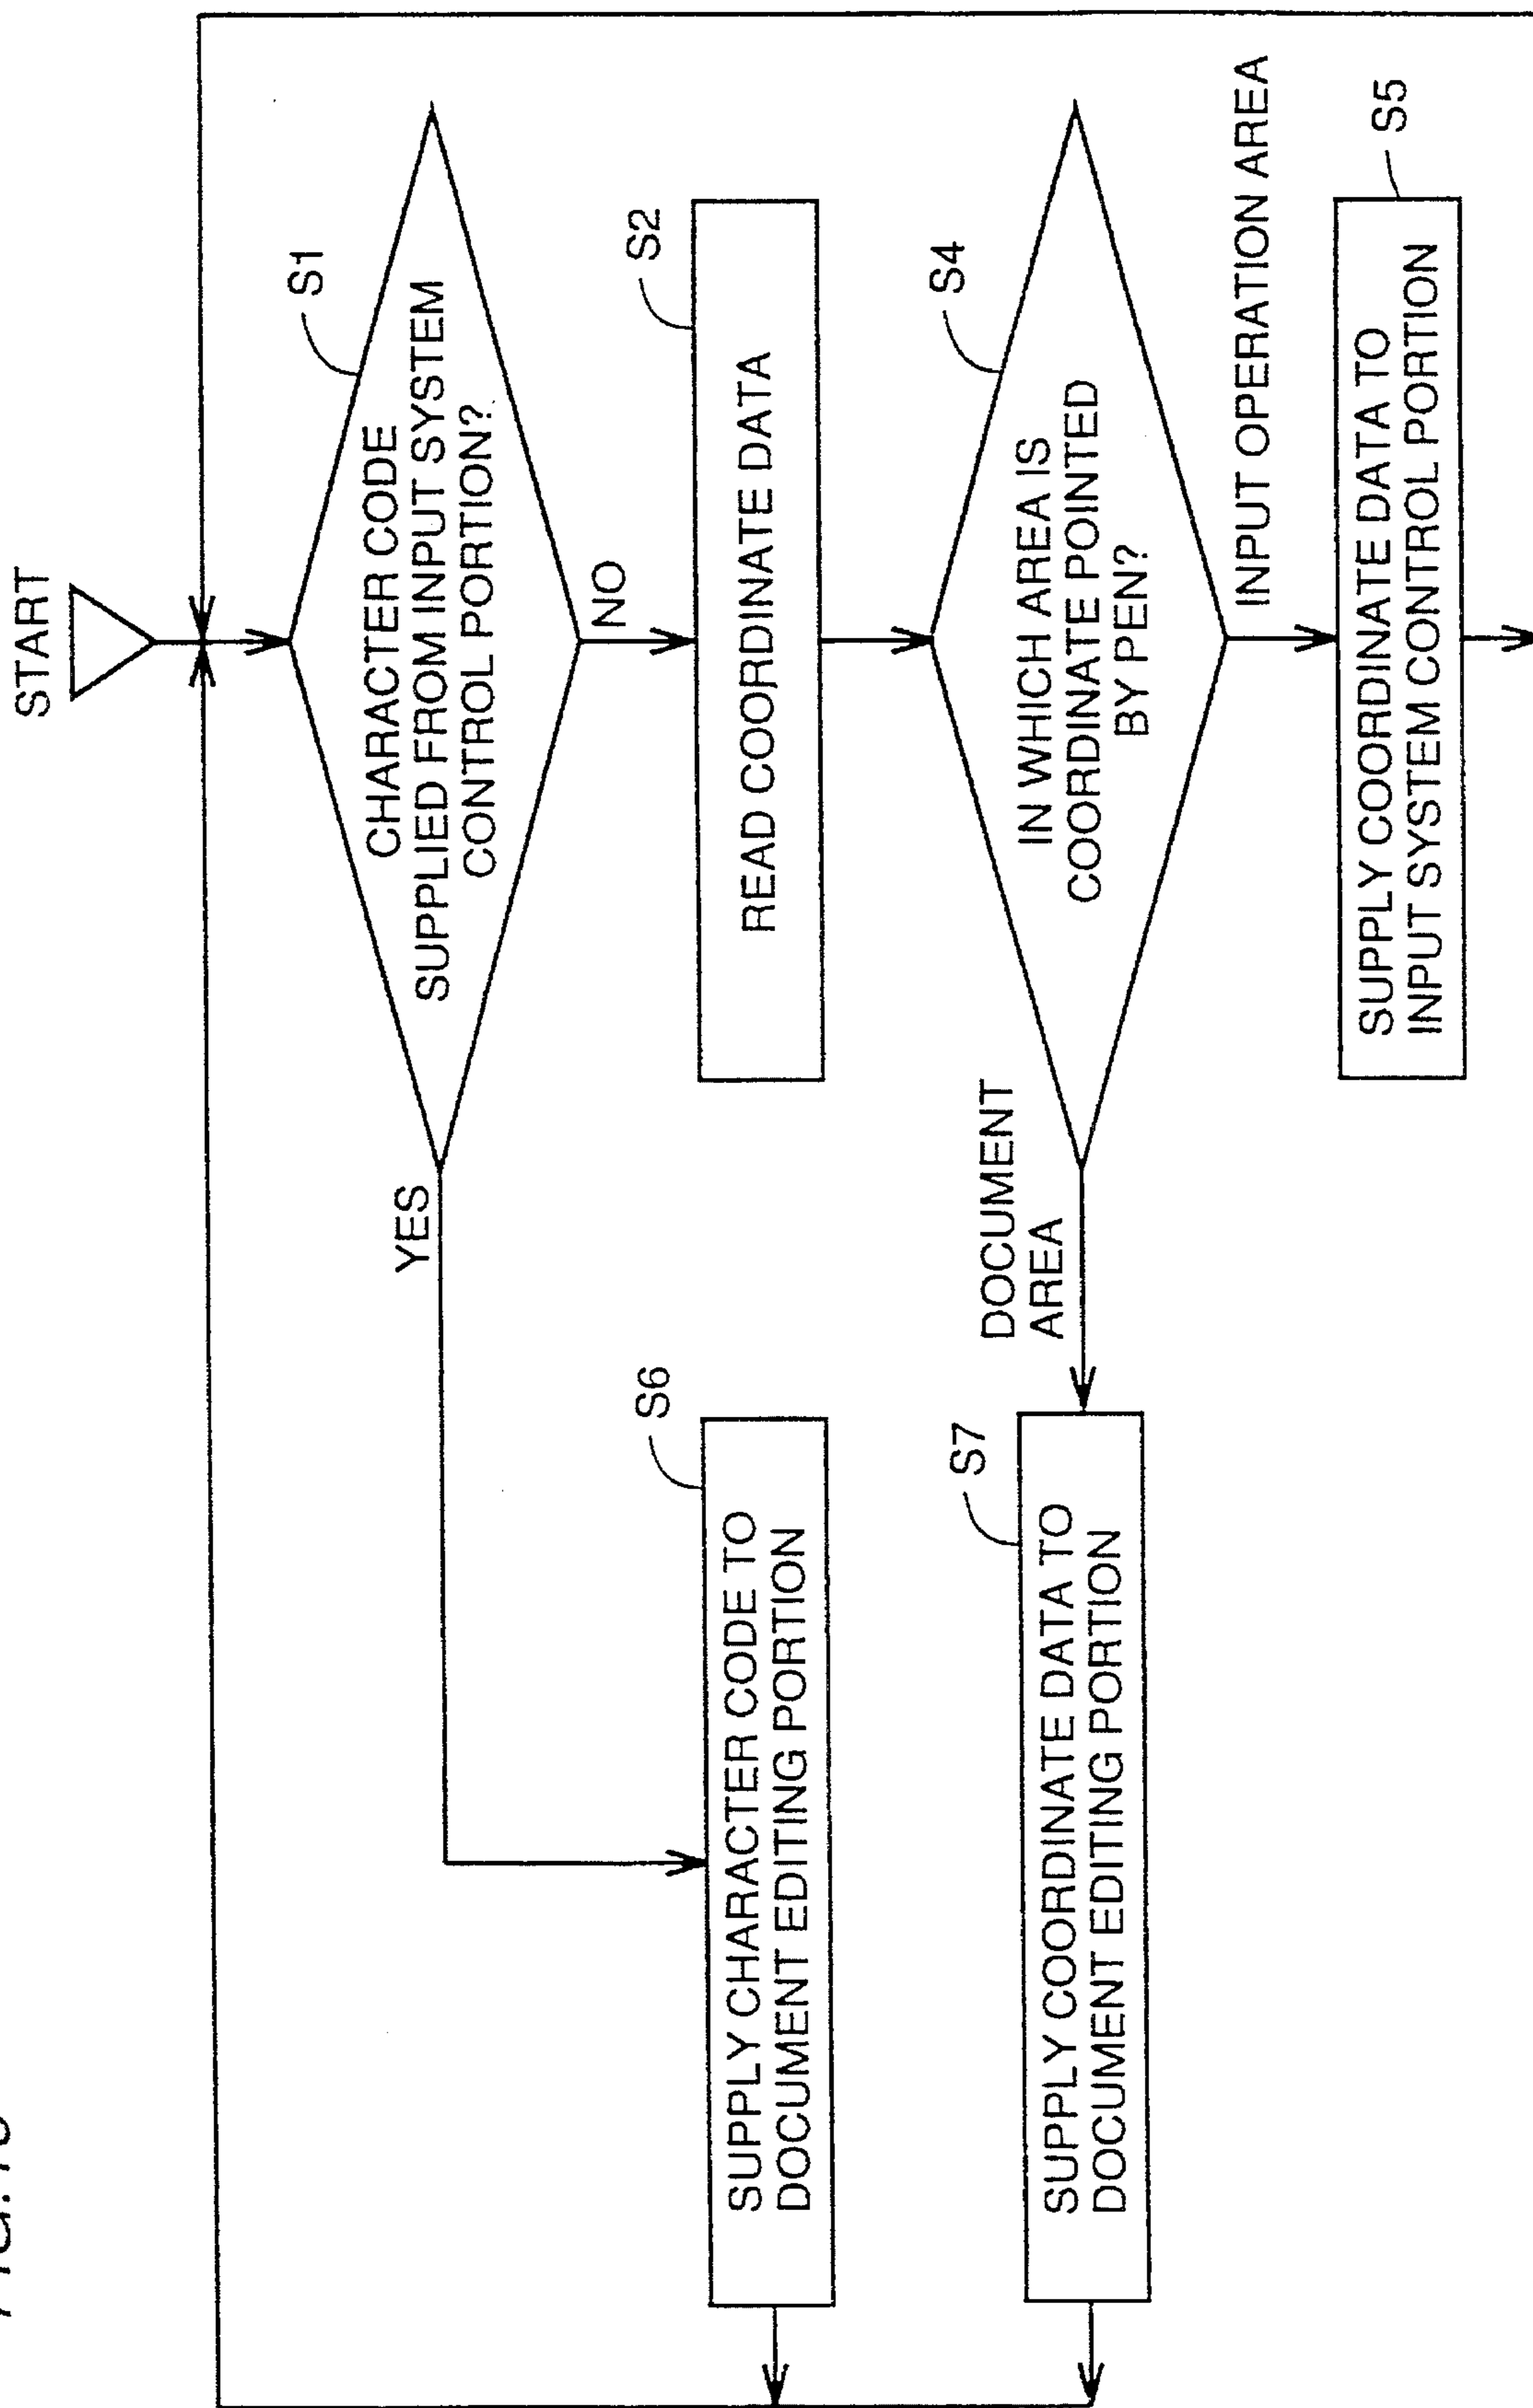 START
S1
CHARACTER CODE
SUPPLIED FROM INPUT SYSTEM
CONTROL PORTION?
YES
NO
S2
READ COORDINATE DATA
S6
SUPPLY CHARACTER CODE TO
DOCUMENT EDITING PORTION
S4
IN WHICH AREA IS
COORDINATE POINTED
BY PEN?
DOCUMENT
AREA
INPUT OPERATION AREA
S7
SUPPLY COORDINATE DATA TO
DOCUMENT EDITING PORTION
S5
SUPPLY COORDINATE DATA TO
INPUT SYSTEM CONTROL PORTION